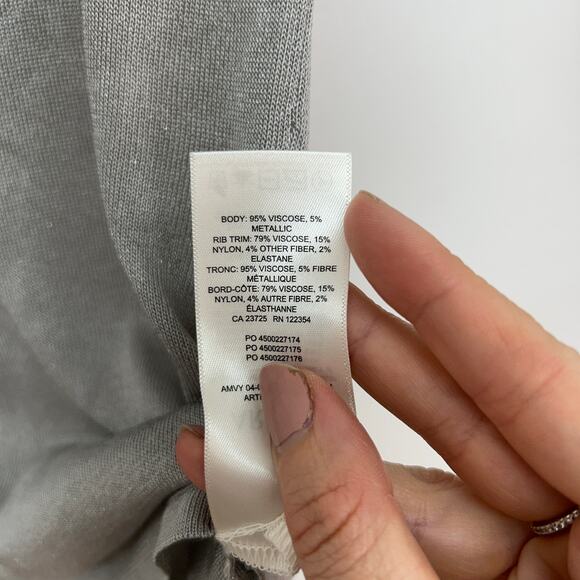 BODY: 95% VISCOSE, 5%
METALLIC
RIB TRIM: 79% VISCOSE, 15%
NYLON, 4% OTHER FIBER, 2%
ELASTANE
TRONC: 95% VISCOSE, 5% FIBRE
MÉTALLIQUE
BORD-CÔTE: 79% VISCOSE, 15%
NYLON, 4% AUTRE FIBRE, 2%
ÉLASTHANNE
CA 23725 RN 122354
PO 4500227174
PO 4500227175
PO 4500227176
AMVY